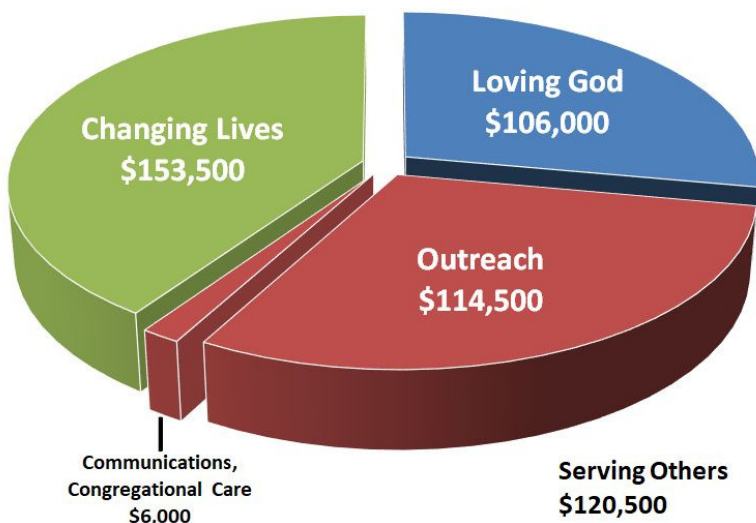 Changing Lives
$153,500
Loving God
$106,000
Outreach
$114,500
Communications,
Congregational Care
$6,000
Serving Others
$120,500